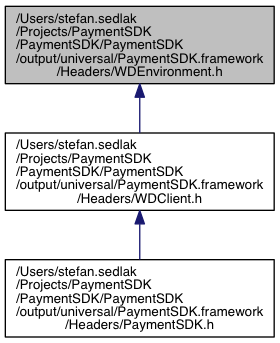 /Users/stefan.sedlak
/Projects/PaymentSDK
/PaymentSDK/PaymentSDK
/output/universal/PaymentSDK.framework
/Headers/WDEnvironment.h
/Users/stefan.sedlak
/Projects/PaymentSDK
/PaymentSDK/PaymentSDK
/output/universal/PaymentSDK.framework
/Headers/WDClient.h
/Users/stefan.sedlak
/Projects/PaymentSDK
/PaymentSDK/PaymentSDK
/output/universal/PaymentSDK.framework
/Headers/PaymentSDK.h